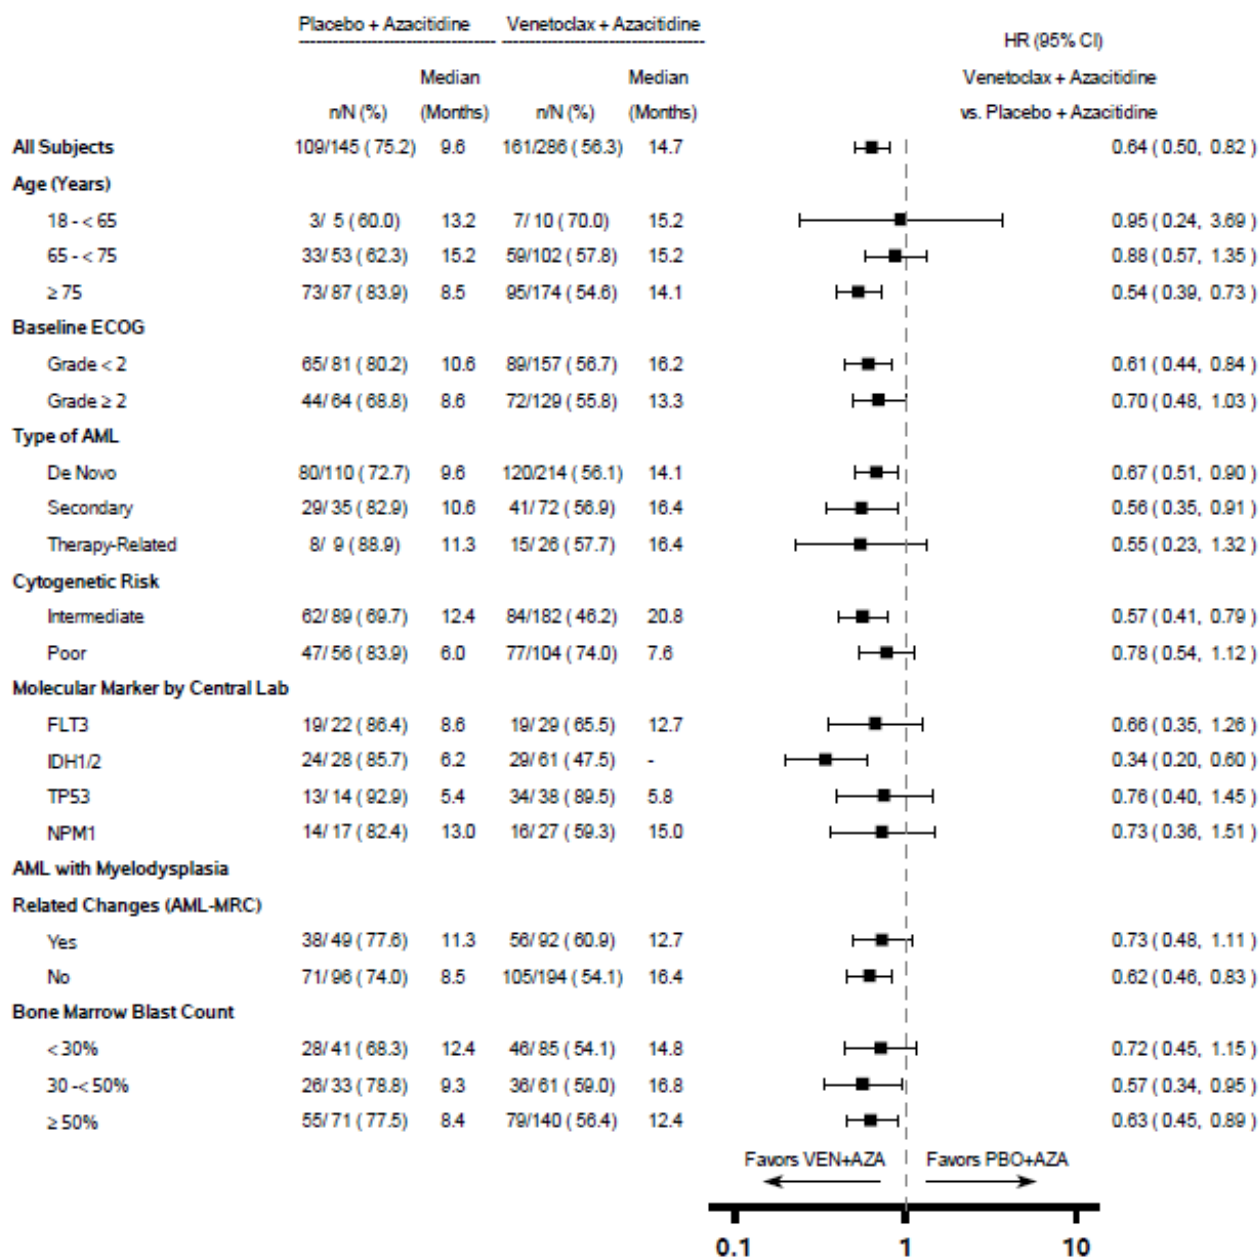 Placebo + Azacitidine Venetoclax + Azacitidine
HR (95% CI)
Median Median Venetoclax + Azacitidine
n/N (%) (Months) n/N (%) (Months) vs. Placebo + Azacitidine
All Subjects 109/145 ( 75.2) 9.6 161/286 ( 56.3) 14.7 0.64 ( 0.50, 0.82 )
Age (Years)
18 - < 65 3/ 5 ( 60.0) 13.2 7/ 10 ( 70.0) 15.2 0.95 ( 0.24, 3.69 )
65 - < 75 33/ 53 ( 62.3) 15.2 59/102 ( 57.8) 15.2 0.88 ( 0.57, 1.35 )
≥ 75 73/ 87 ( 83.9) 8.5 95/174 ( 54.6) 14.1 0.54 ( 0.39, 0.73 )
Baseline ECOG
Grade < 2 65/ 81 ( 80.2) 10.6 89/157 ( 56.7) 16.2 0.61 ( 0.44, 0.84 )
Grade ≥ 2 44/ 64 ( 68.8) 8.6 72/129 ( 55.8) 13.3 0.70 ( 0.48, 1.03 )
Type of AML
De Novo 80/110 ( 72.7) 9.6 120/214 ( 56.1) 14.1 0.67 ( 0.51, 0.90 )
Secondary 29/ 35 ( 82.9) 10.6 41/ 72 ( 56.9) 16.4 0.56 ( 0.35, 0.91 )
Therapy-Related 8/ 9 ( 88.9) 11.3 15/ 26 ( 57.7) 16.4 0.55 ( 0.23, 1.32 )
Cytogenetic Risk
Intermediate 62/ 89 ( 69.7) 12.4 84/182 ( 46.2) 20.8 0.57 ( 0.41, 0.79 )
Poor 47/ 56 ( 83.9) 6.0 77/104 ( 74.0) 7.6 0.78 ( 0.54, 1.12 )
Molecular Marker by Central Lab
FLT3 19/ 22 ( 86.4) 8.6 19/ 29 ( 65.5) 12.7 0.66 ( 0.35, 1.26 )
IDH1/2 24/ 28 ( 85.7) 6.2 29/ 61 ( 47.5) - 0.34 ( 0.20, 0.60 )
TP53 13/ 14 ( 92.9) 5.4 34/ 38 ( 89.5) 5.8 0.76 ( 0.40, 1.45 )
NPM1 14/ 17 ( 82.4) 13.0 16/ 27 ( 59.3) 15.0 0.73 ( 0.36, 1.51 )
AML with Myelodysplasia
Related Changes (AML-MRC)
Yes 38/ 49 ( 77.6) 11.3 56/ 92 ( 60.9) 12.7 0.73 ( 0.48, 1.11 )
No 71/ 96 ( 74.0) 8.5 105/194 ( 54.1) 16.4 0.62 ( 0.46, 0.83 )
Bone Marrow Blast Count
< 30% 28/ 41 ( 68.3) 12.4 46/ 85 ( 54.1) 14.8 0.72 ( 0.45, 1.15 )
30 -< 50% 26/ 33 ( 78.8) 9.3 36/ 61 ( 59.0) 16.8 0.57 ( 0.34, 0.95 )
≥ 50% 55/ 71 ( 77.5) 8.4 79/140 ( 56.4) 12.4 0.63 ( 0.45, 0.89 )
Favors VEN+AZA Favors PBO+AZA
0.1 1 10